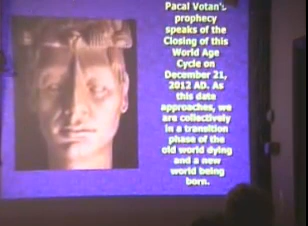 Pacal Votan's
prophecy
speaks of the
Closing of this
World Age
Cycle on
December 21,
2012 AD. As
this date
approaches, we
are collectively
in a transition
phase of the
old world dying
and a new
world being
born.